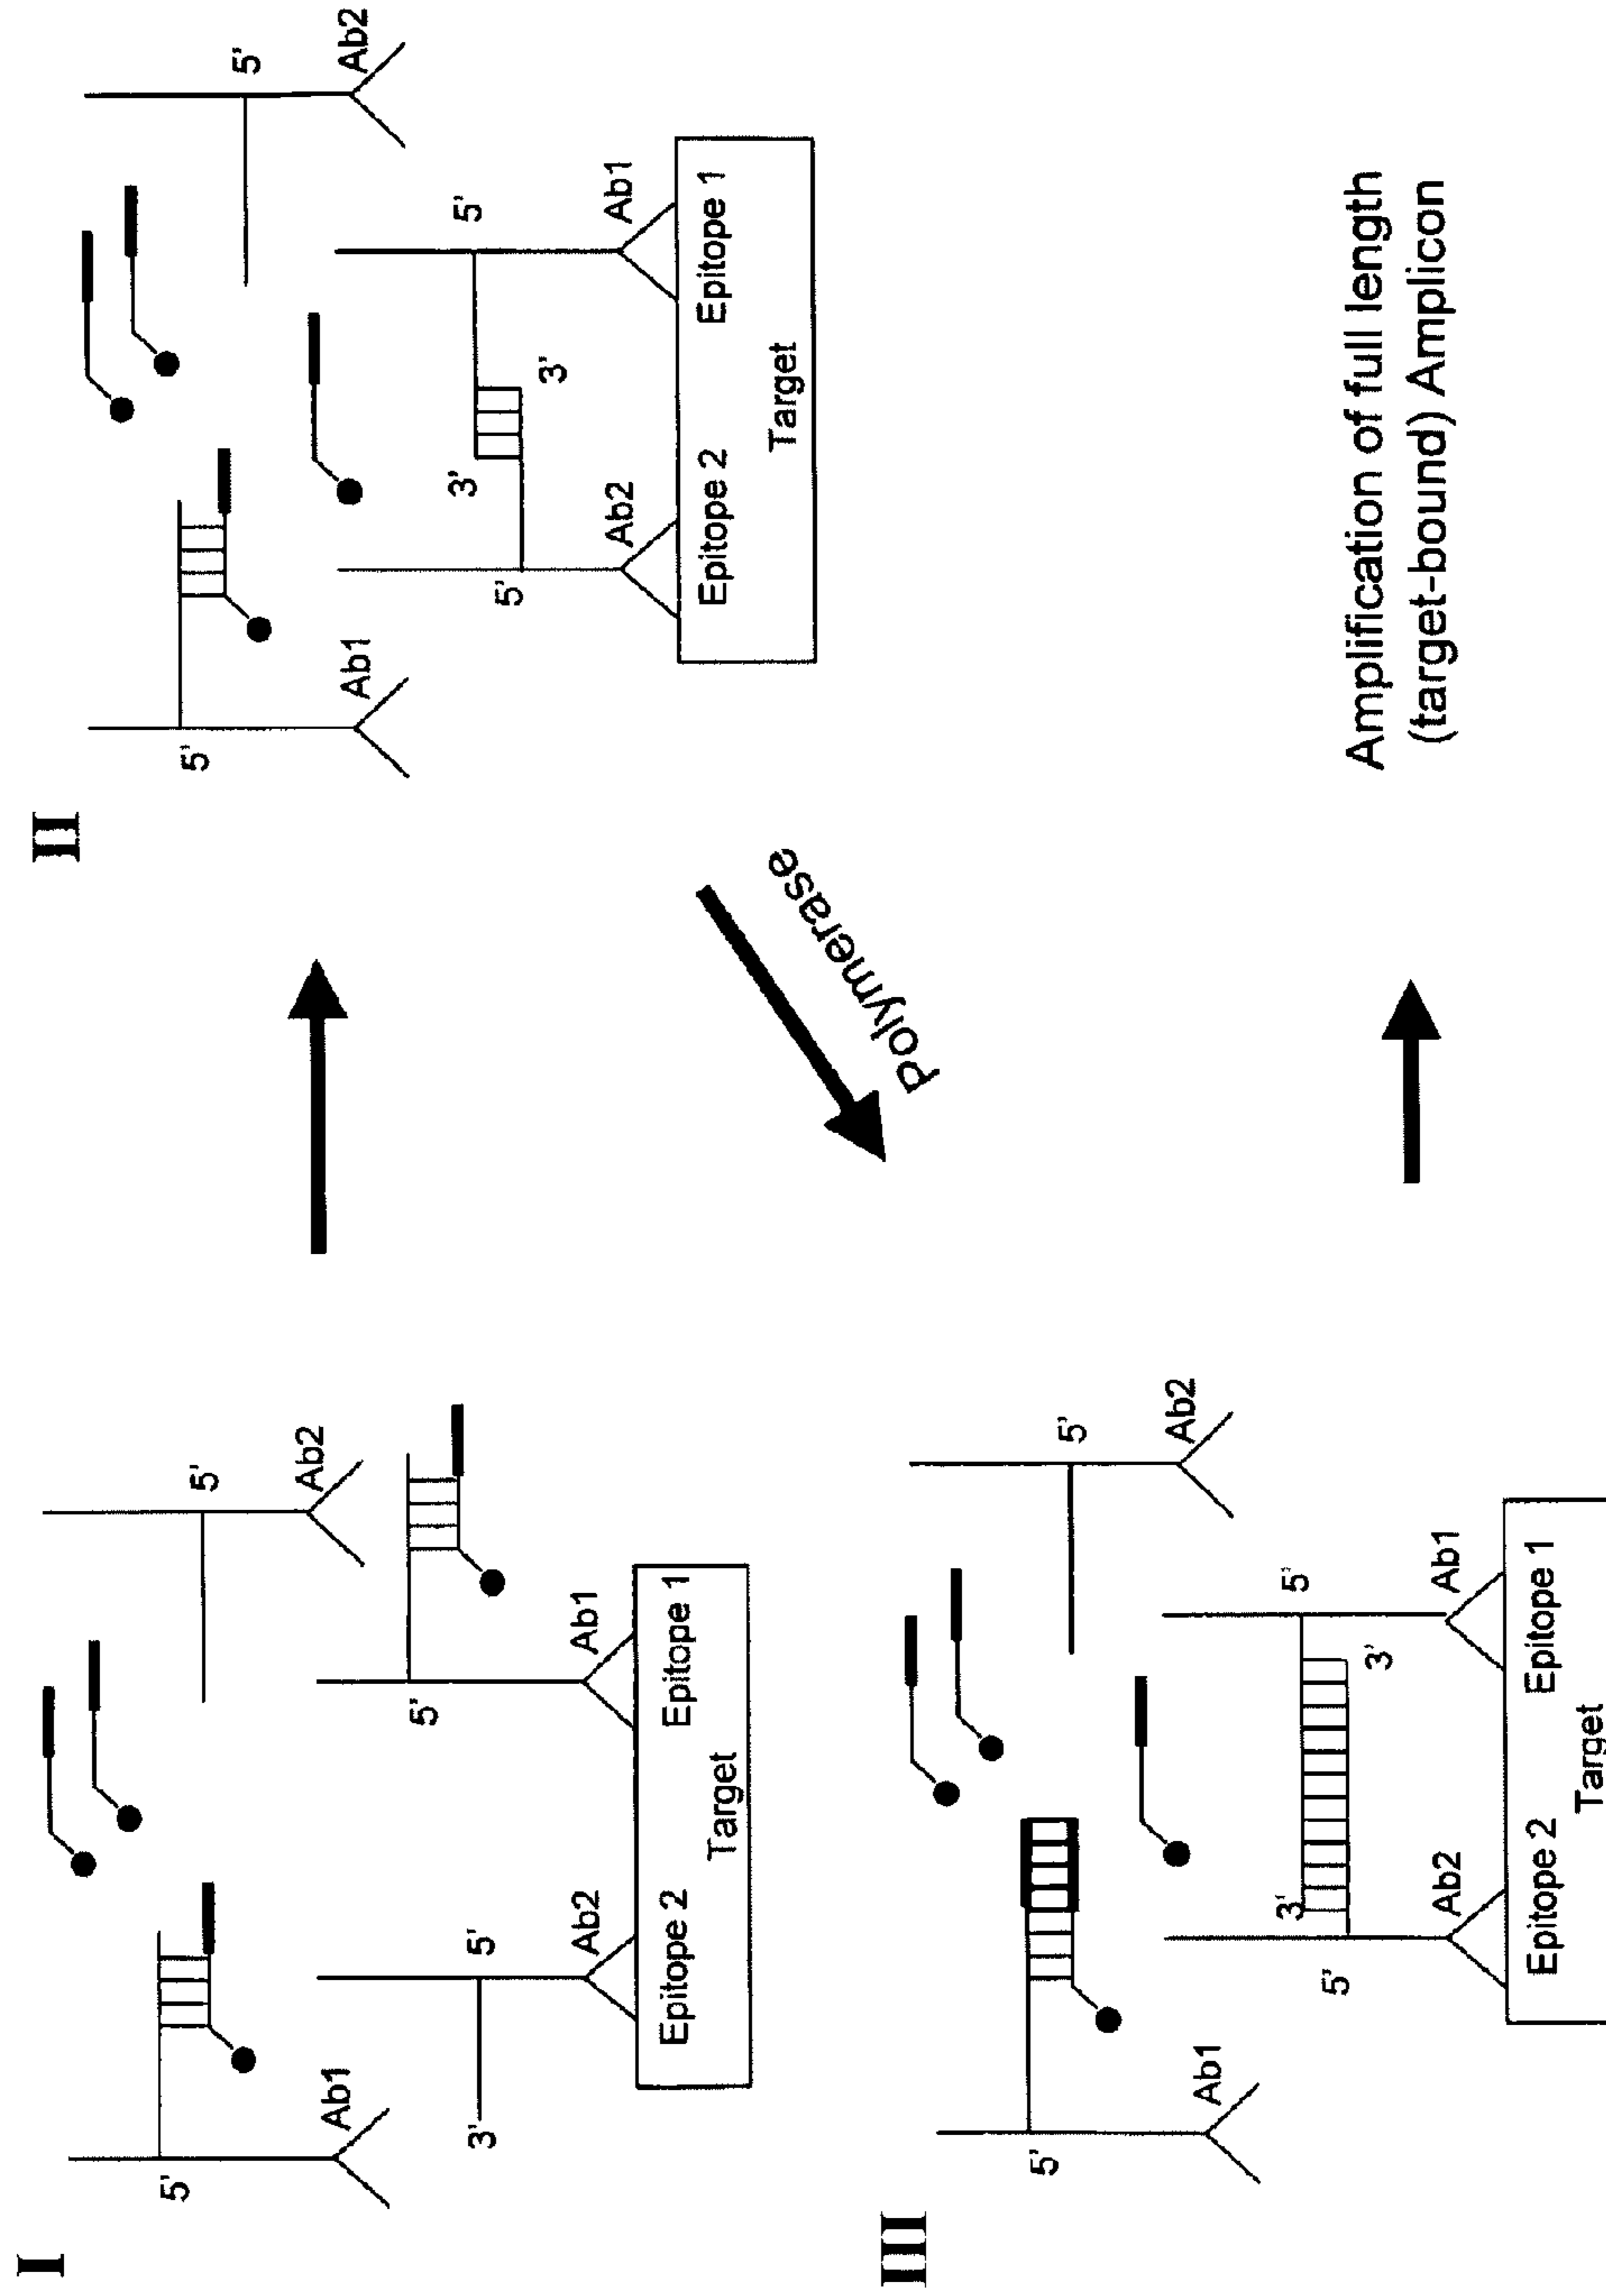 I
5'
5'
Ab1
Ab2
5'
3'
5'
Ab2
Ab1
Epitope 2
Epitope 1
Target
II
5'
5'
Ab1
Ab2
3'
5'
5'
3'
Ab2
Ab1
Epitope 2
Epitope 1
Target
Polymerase
III
5'
5'
Ab1
Ab2
3'
5'
5'
3'
Ab2
Ab1
Epitope 2
Epitope 1
Target
Amplification of full length
(target-bound) Amplicon